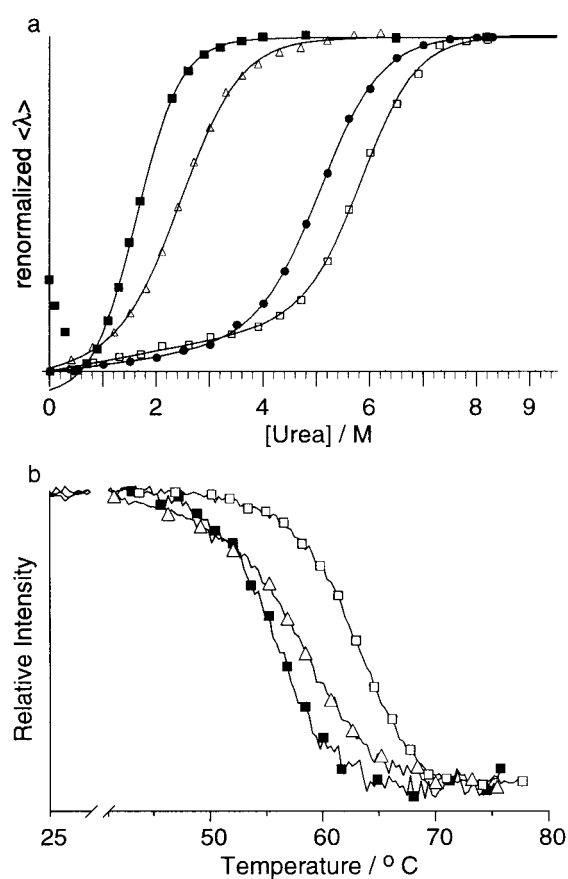 a
renormalized <λ>
0 2 4 6 8 9
[Urea] / M
b
Relative Intensity
25 50 60 70 80
Temperature / ° C